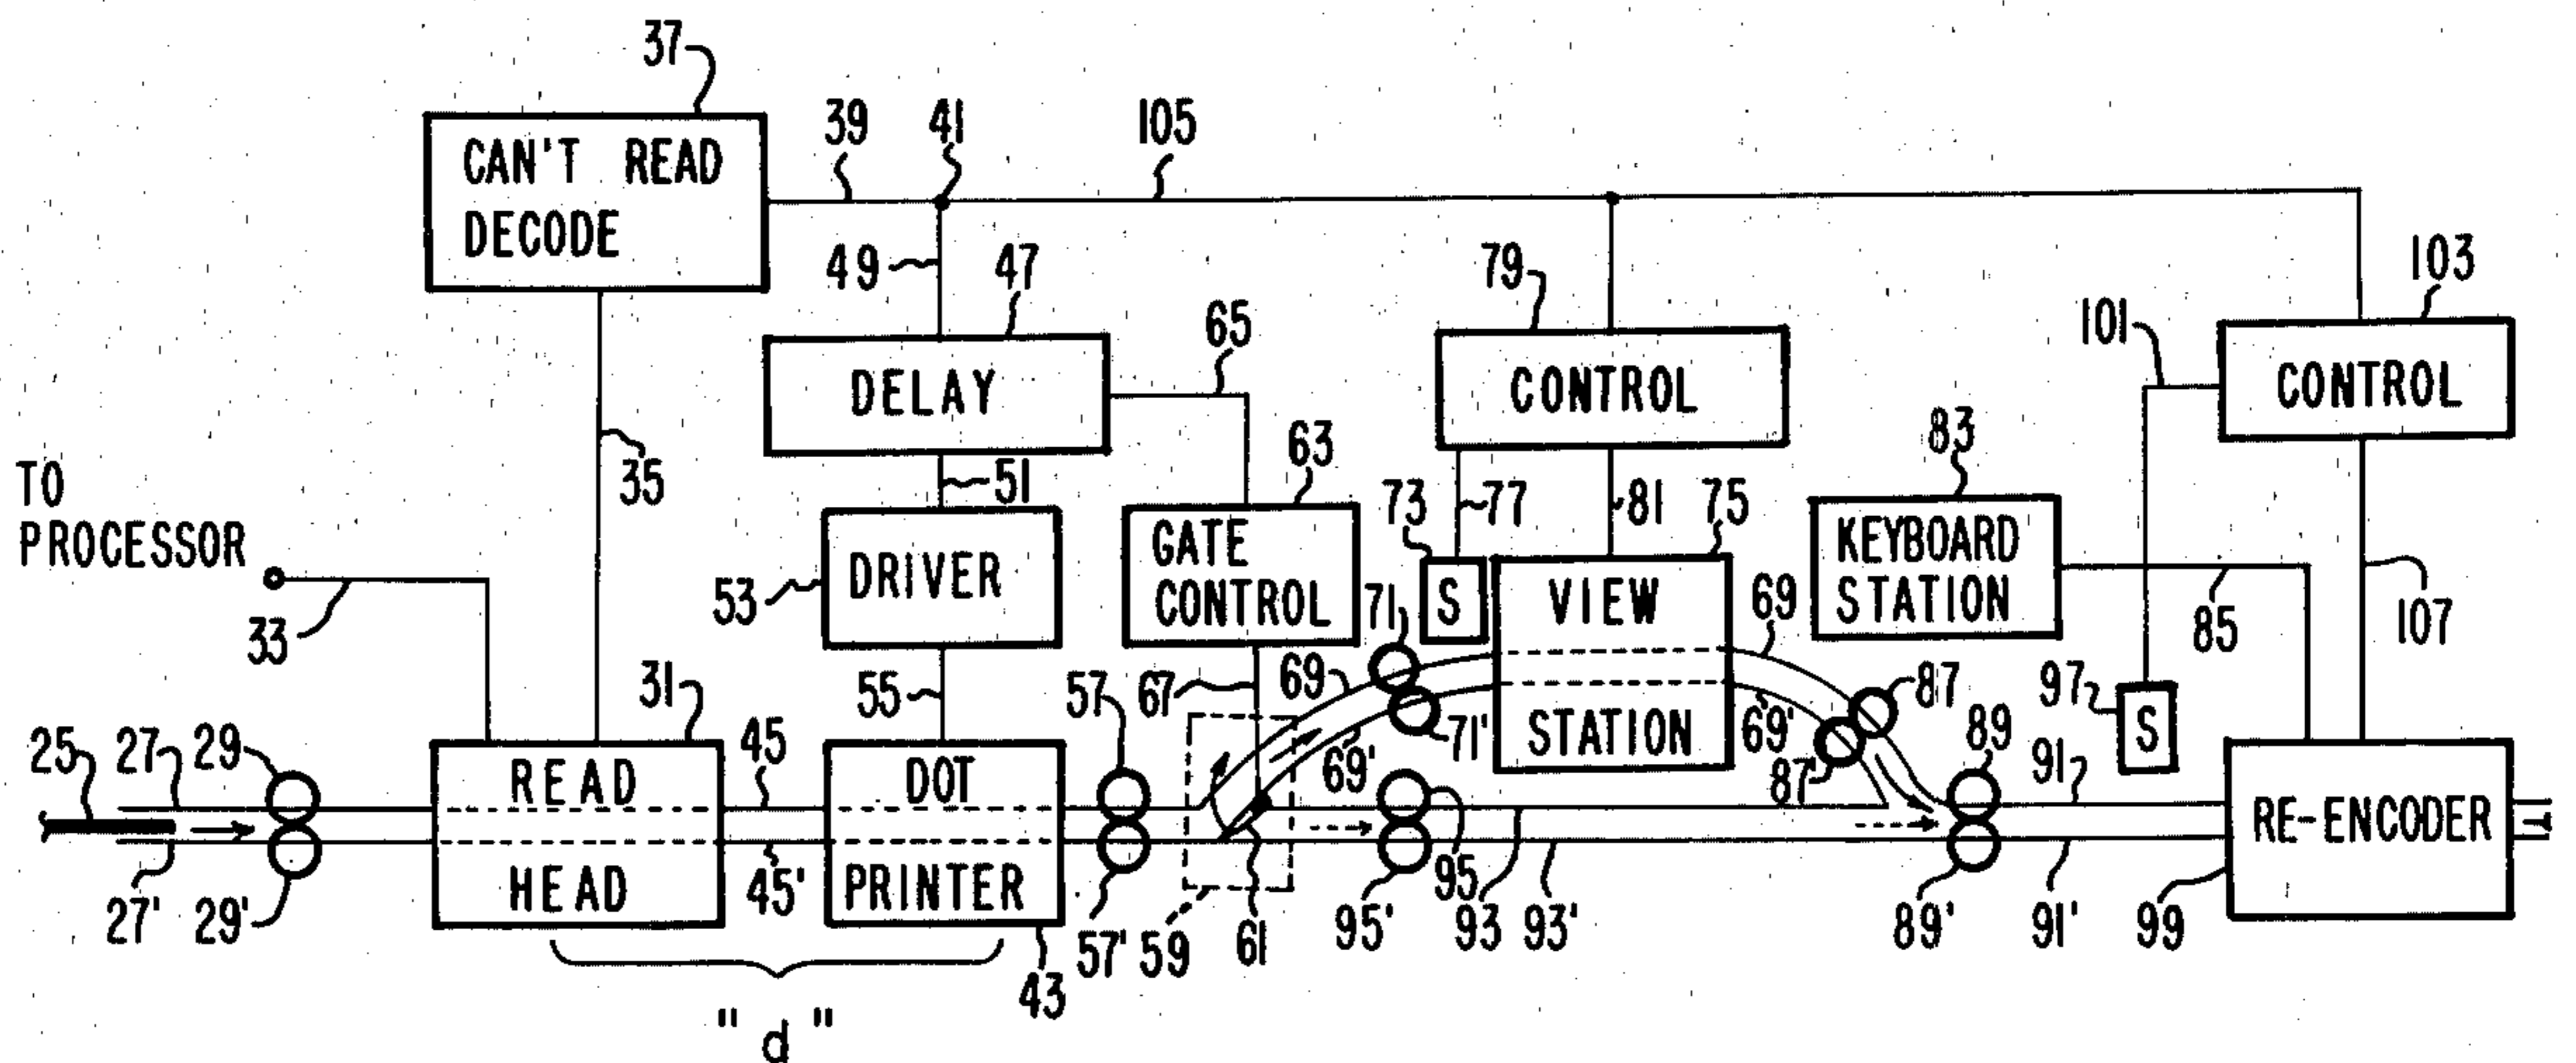 37
CAN'T READ
DECODE
39
41
105
49
47
DELAY
65
79
CONTROL
101
103
CONTROL
TO
PROCESSOR
33
35
51
53
DRIVER
63
GATE
CONTROL
73
S
77
81
75
VIEW
STATION
83
KEYBOARD
STATION
85
107
97
S
25
27
29
31
READ
HEAD
27'
29'
45
45'
55
DOT
PRINTER
43
57
57'
67
69
69'
59
61
71
71'
69
69'
87
87'
95
95'
93
93'
89
89'
91
91'
RE-ENCODER
99
"d"